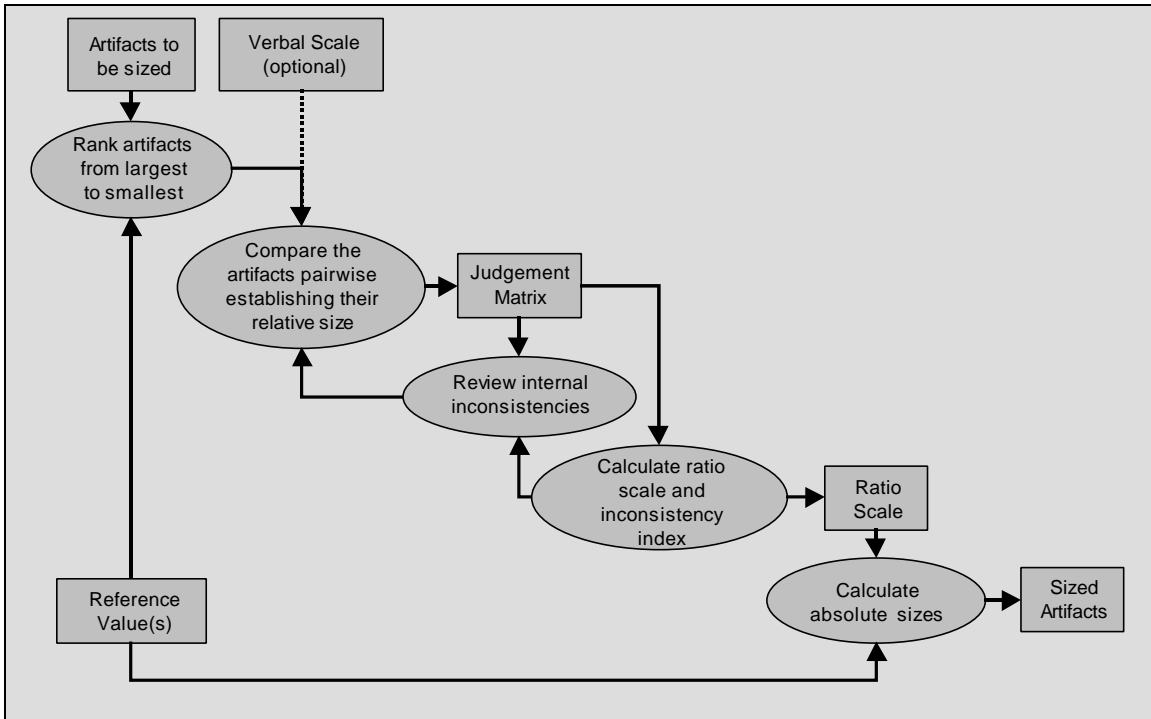 Artifacts to
be sized
Verbal Scale
(optional)
Rank artifacts
from largest
to smallest
Compare the
artifacts pairwise
establishing their
relative size
Judgement
Matrix
Review internal
inconsistencies
Calculate ratio
scale and
inconsistency
index
Ratio
Scale
Reference
Value(s)
Calculate
absolute sizes
Sized
Artifacts